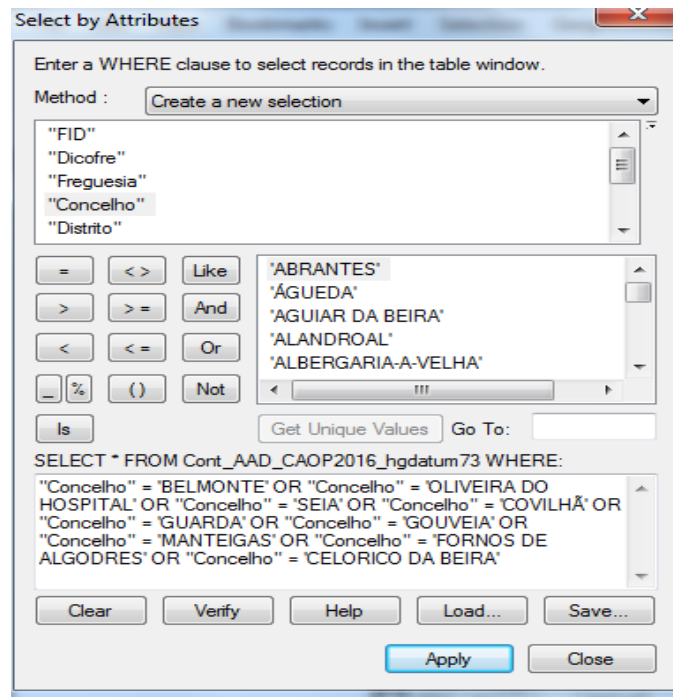 Select by Attributes
Enter a WHERE clause to select records in the table window.
Method : Create a new selection
"FID"
"Dicofre"
"Freguesia"
"Concelho"
"Distrito"
= < > Like
> > = And
< < = Or
_ % () Not
Is
'ABRANTES'
'ÁGUEDA'
'AGUIAR DA BEIRA'
'ALANDROAL'
'ALBERGARIA-A-VELHA'
Get Unique Values Go To:
SELECT * FROM Cont_AAD_CAOP2016_hgdatum73 WHERE:
"Concelho" = 'BELMONTE' OR "Concelho" = 'OLIVEIRA DO
HOSPITAL' OR "Concelho" = 'SEIA' OR "Concelho" = 'COVILHÃ' OR
"Concelho" = 'GUARDA' OR "Concelho" = 'GOUVEIA' OR
"Concelho" = 'MANTEIGAS' OR "Concelho" = 'FORNOS DE
ALGODRES' OR "Concelho" = 'CELORICO DA BEIRA'
Clear Verify Help Load... Save...
Apply Close